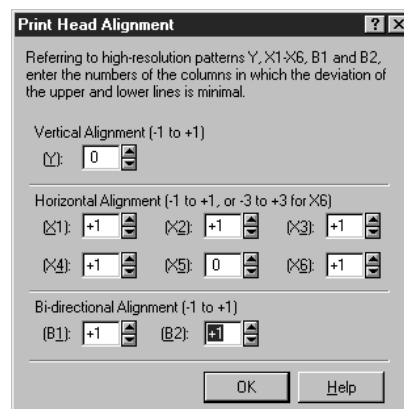 Print Head Alignment
Referring to high-resolution patterns Y, X1-X6, B1 and B2,
enter the numbers of the columns in which the deviation of
the upper and lower lines is minimal.
Vertical Alignment (-1 to +1)
(Y): 0
Horizontal Alignment (-1 to +1, or -3 to +3 for X6)
(X1): +1 (X2): +1 (X3): +1
(X4): +1 (X5): 0 (X6): +1
Bi-directional Alignment (-1 to +1)
(B1): +1 (B2): +1
OK Help